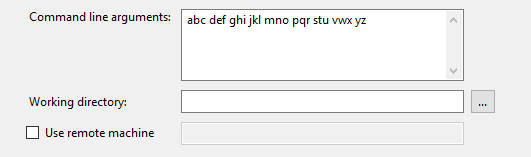 Command line arguments: abc def ghi jkl mno pqr stu vwx yz
Working directory: ...
Use remote machine